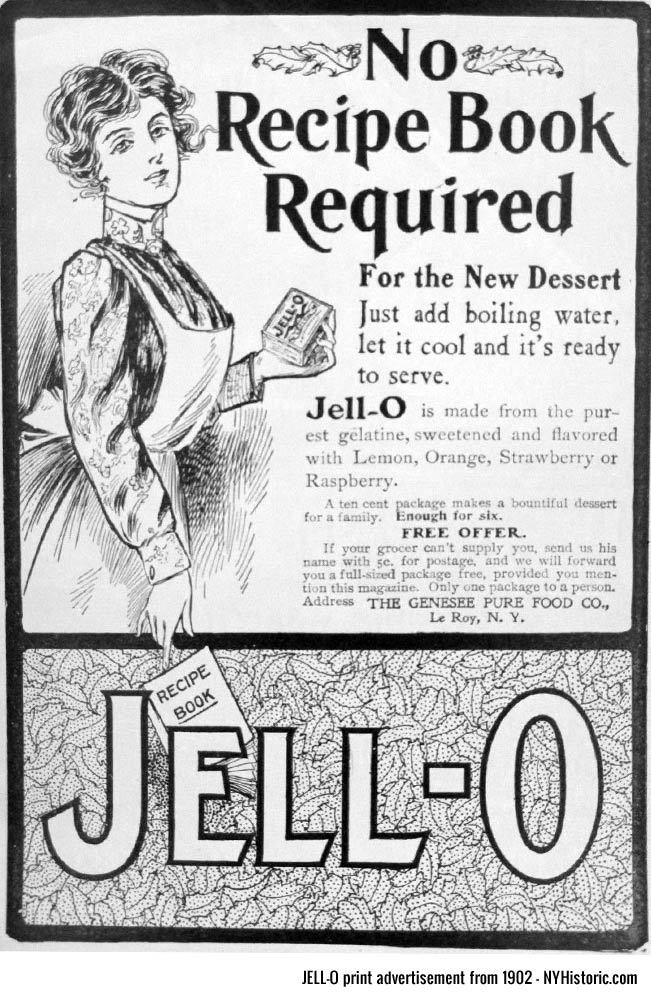 No
Recipe Book
Required
For the New Dessert
Just add boiling water,
let it cool and it's ready
to serve.
Jell-O is made from the pur-
est gelatine, sweetened and flavored
with Lemon, Orange, Strawberry or
Raspberry.
A ten cent package makes a bountiful dessert
for a family. Enough for six.
FREE OFFER.
If your grocer can't supply you, send us his
name with 5c. for postage, and we will forward
you a full-sized package free, provided you men-
tion this magazine. Only one package to a person.
Address THE GENESEE PURE FOOD CO.,
Le Roy, N. Y.
JELL-O
RECIPE
BOOK
JELL-O
JELL-O print advertisement from 1902 - NYHistoric.com